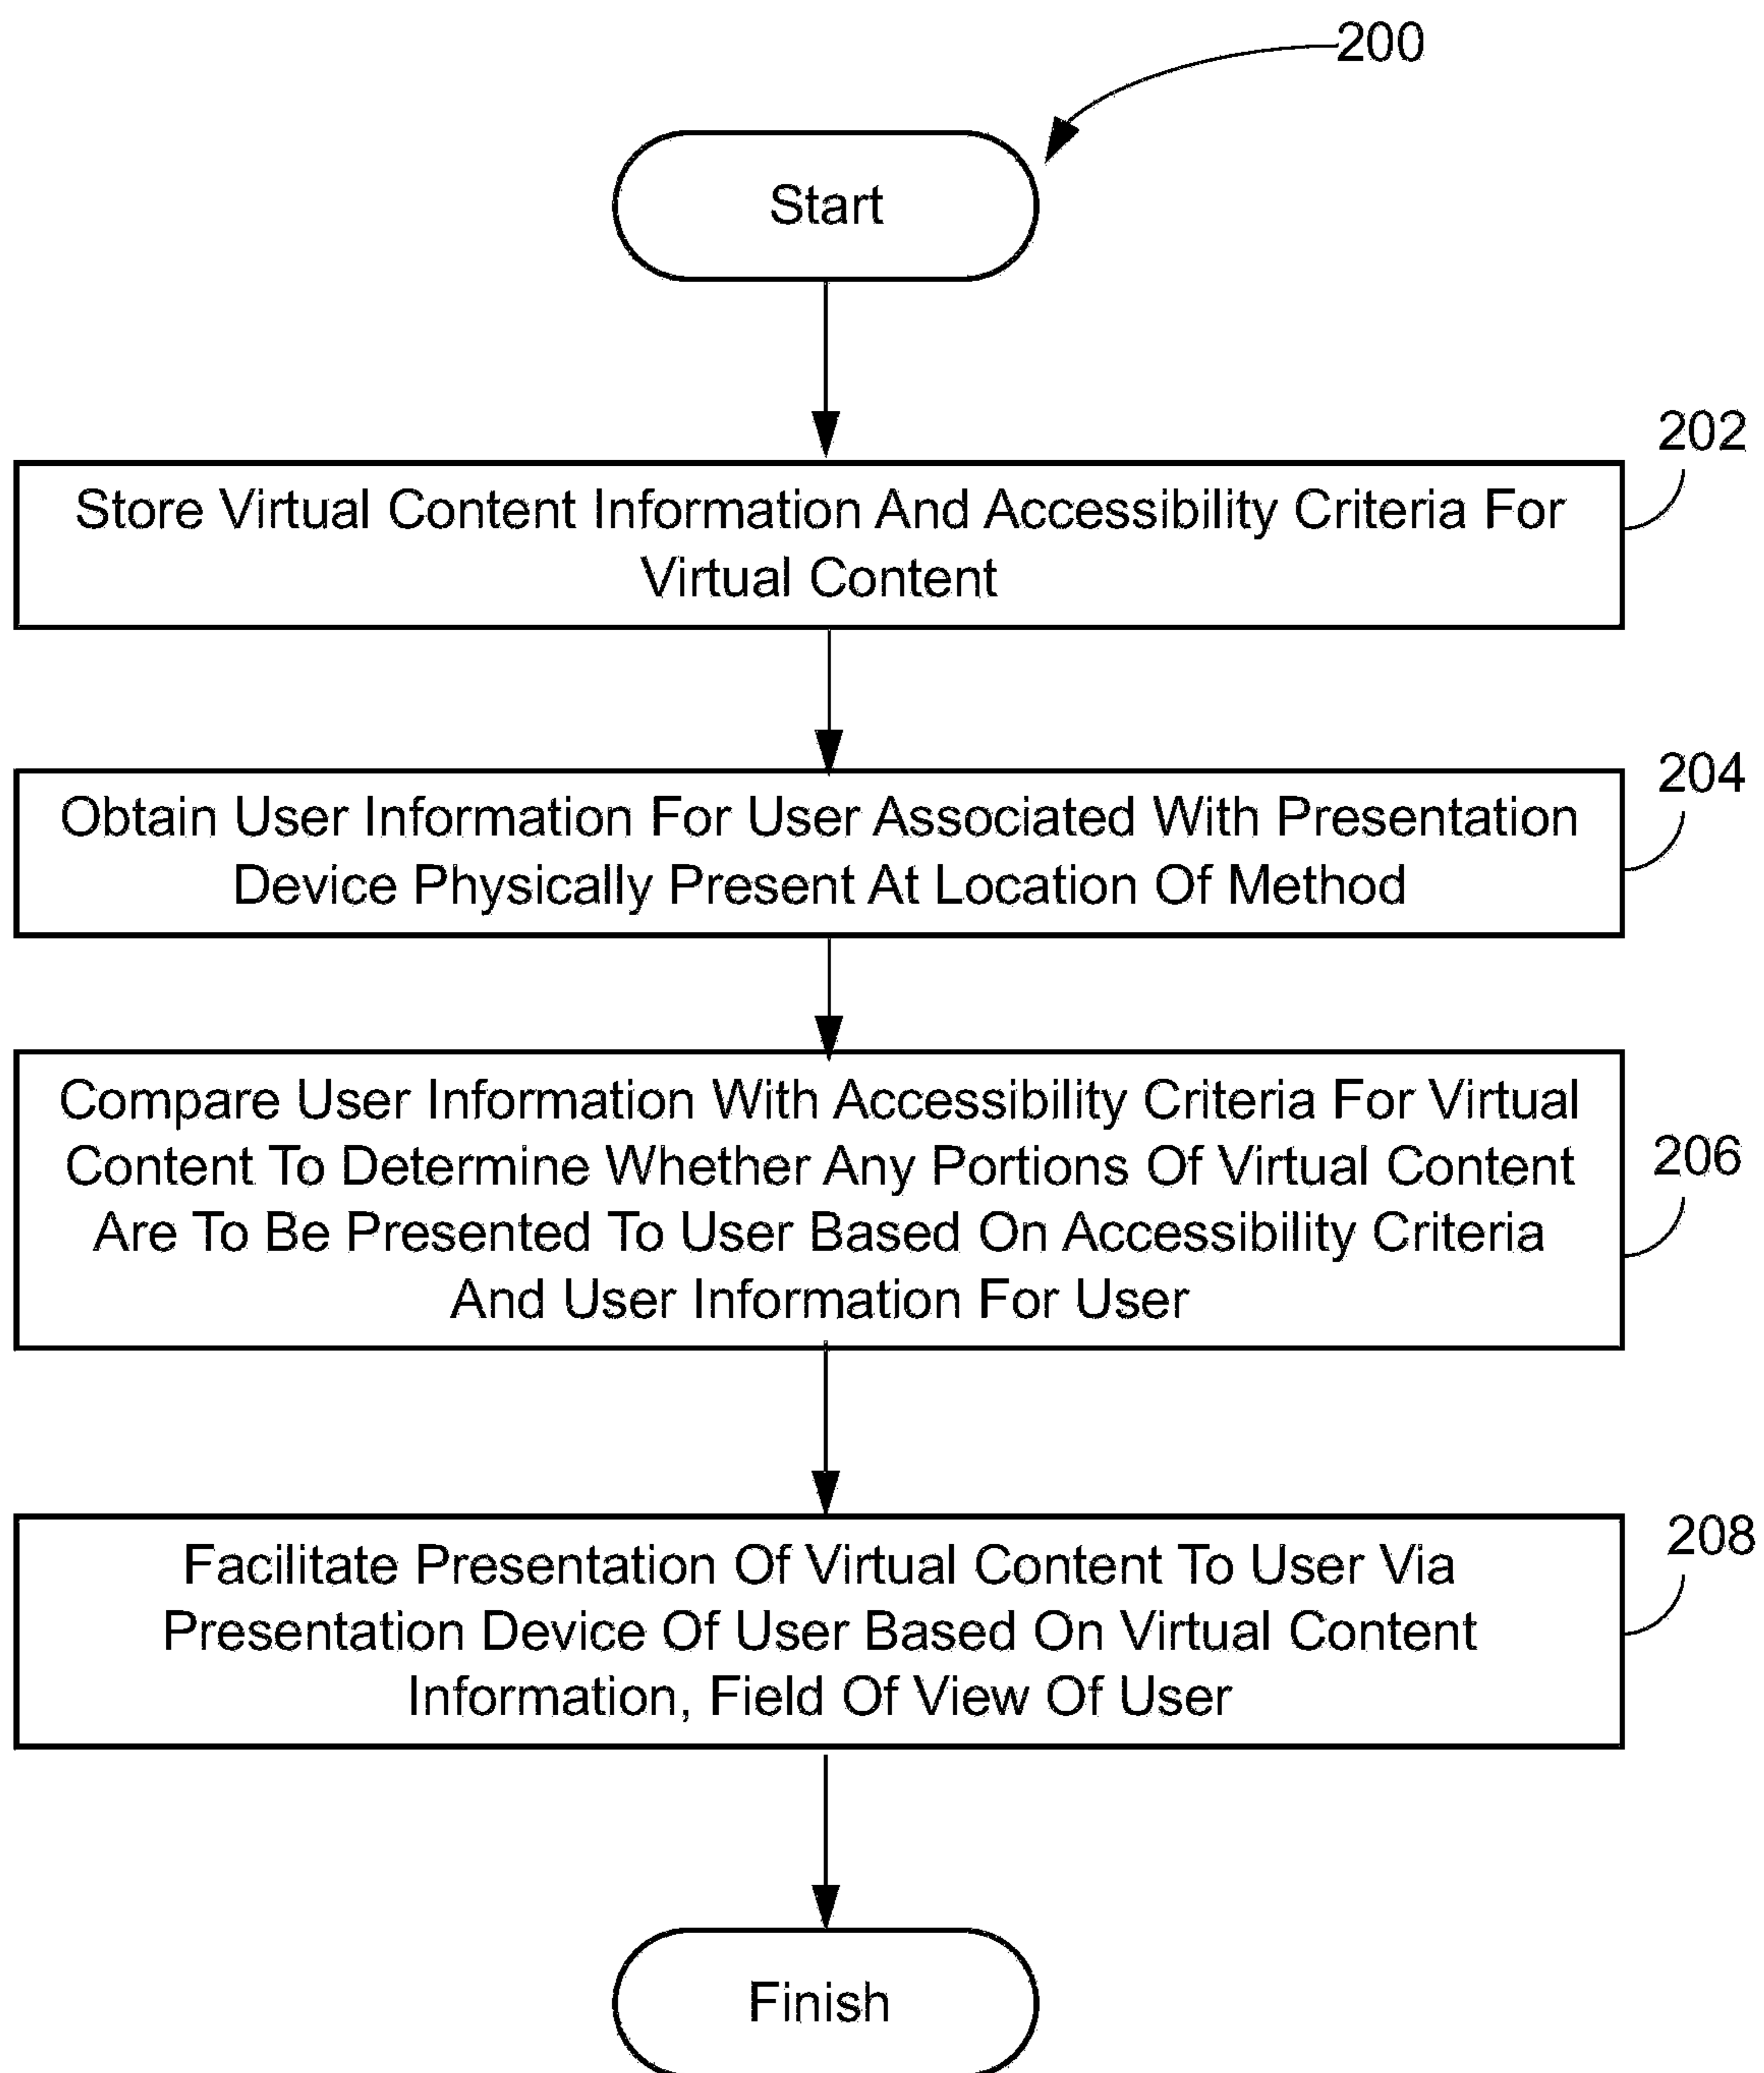 200
Start
202
Store Virtual Content Information And Accessibility Criteria For
Virtual Content
204
Obtain User Information For User Associated With Presentation
Device Physically Present At Location Of Method
Compare User Information With Accessibility Criteria For Virtual
Content To Determine Whether Any Portions Of Virtual Content
206
Are To Be Presented To User Based On Accessibility Criteria
And User Information For User
208
Facilitate Presentation Of Virtual Content To User Via
Presentation Device Of User Based On Virtual Content
Information, Field Of View Of User
Finish